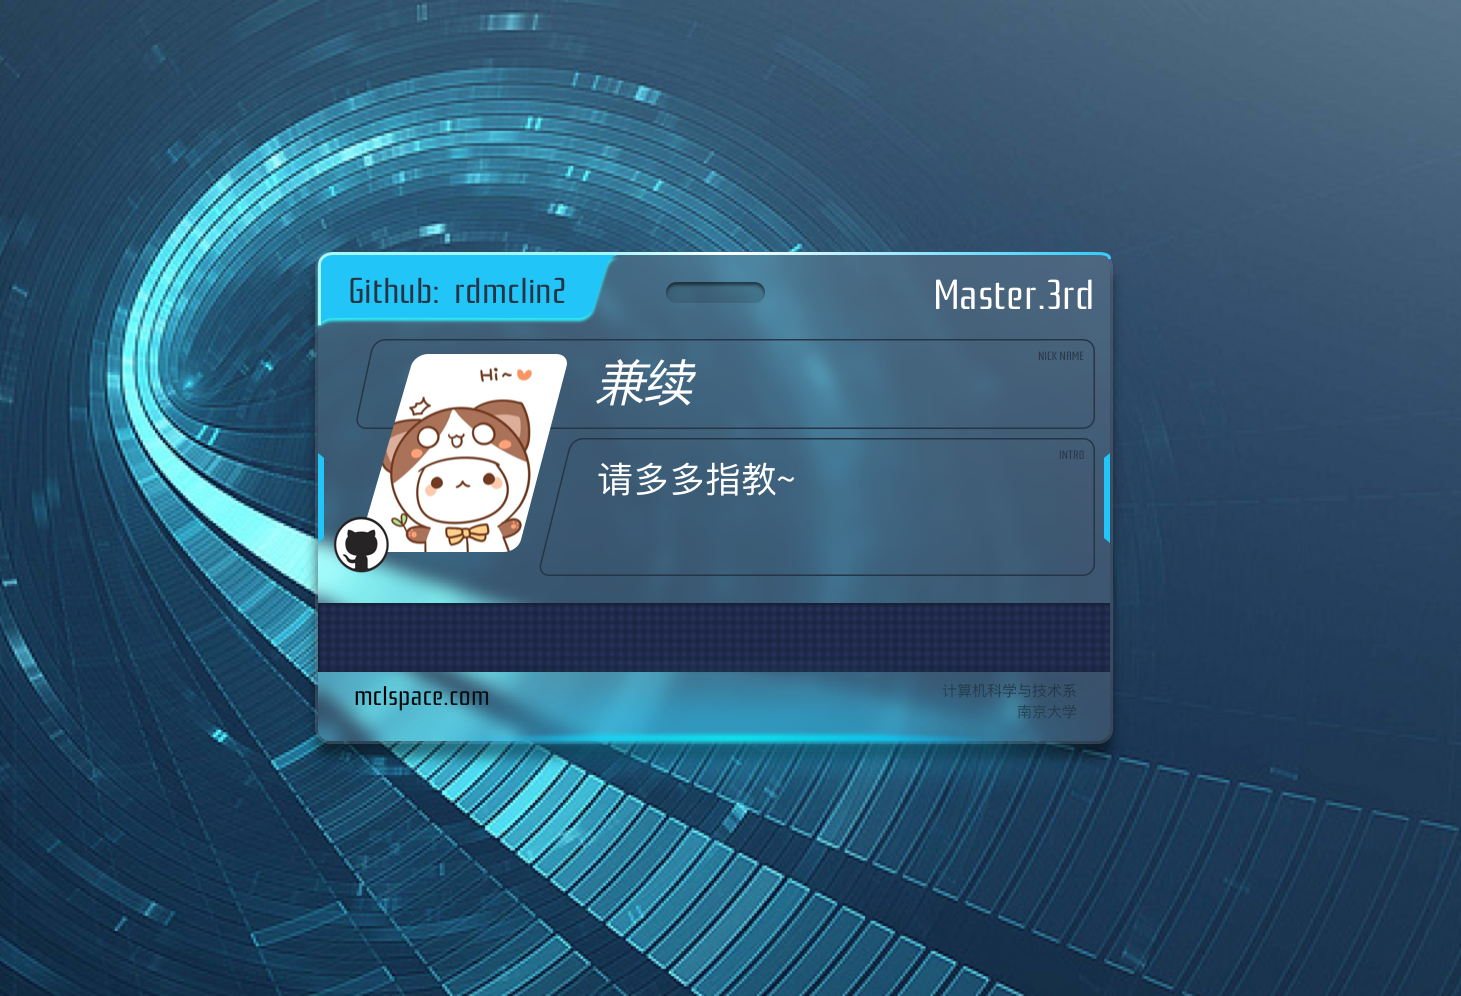 Github: rdmclin2
Master.3rd
NICK NAME
Hi~
兼续
INTRO
请多多指教~
mclspace.com
计算机科学与技术系
南京大学